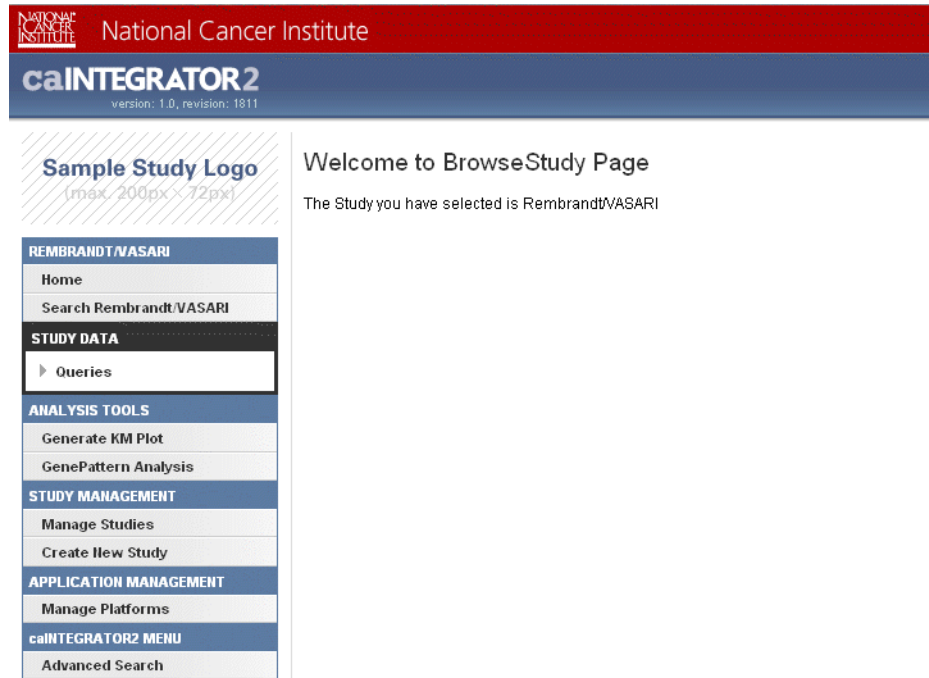 NATIONAL
CANCER
INSTITUTE
National Cancer Institute
caINTEGRATOR2
version: 1.0, revision: 1811
Sample Study Logo
(max. 200px × 72px)
Welcome to BrowseStudy Page
The Study you have selected is Rembrandt/VASARI
REMBRANDT/VASARI
Home
Search Rembrandt/VASARI
STUDY DATA
Queries
ANALYSIS TOOLS
Generate KM Plot
GenePattern Analysis
STUDY MANAGEMENT
Manage Studies
Create New Study
APPLICATION MANAGEMENT
Manage Platforms
caINTEGRATOR2 MENU
Advanced Search